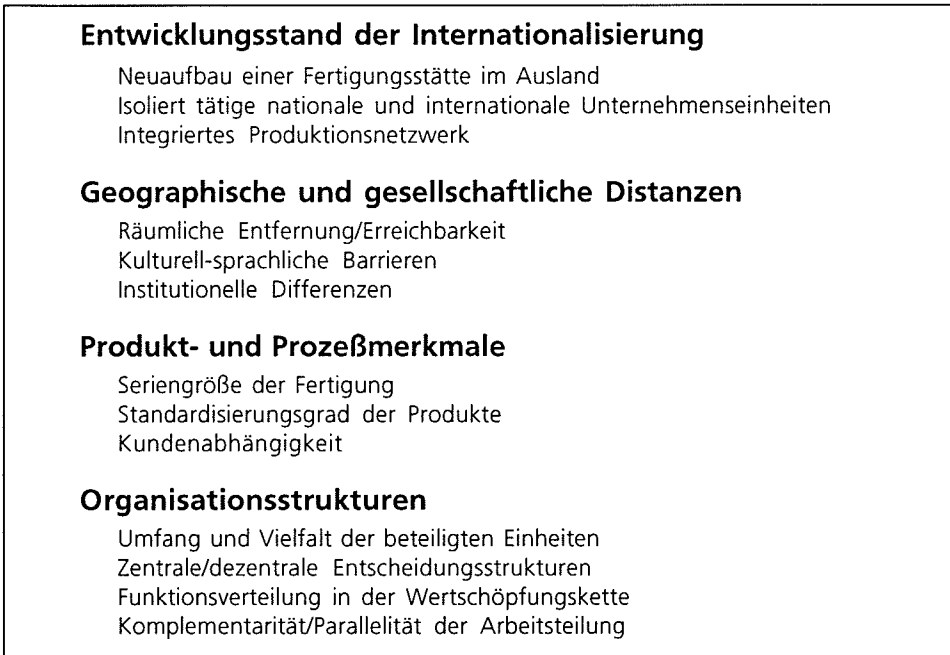 Entwicklungsstand der Internationalisierung
Neuaufbau einer Fertigungsstätte im Ausland
Isoliert tätige nationale und internationale Unternehmenseinheiten
Integriertes Produktionsnetzwerk
Geographische und gesellschaftliche Distanzen
Räumliche Entfernung/Erreichbarkeit
Kulturell-sprachliche Barrieren
Institutionelle Differenzen
Produkt- und Prozeßmerkmale
Seriengröße der Fertigung
Standardisierungsgrad der Produkte
Kundenabhängigkeit
Organisationsstrukturen
Umfang und Vielfalt der beteiligten Einheiten
Zentrale/dezentrale Entscheidungsstrukturen
Funktionsverteilung in der Wertschöpfungskette
Komplementarität/Parallelität der Arbeitsteilung